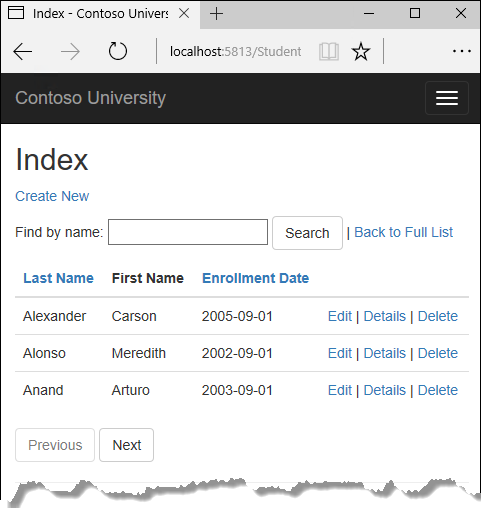 Index - Contoso Univers
localhost:5813/Student
Contoso University
Index
Create New
Find by name: Search | Back to Full List
Last Name First Name Enrollment Date
Alexander Carson 2005-09-01 Edit | Details | Delete
Alonso Meredith 2002-09-01 Edit | Details | Delete
Anand Arturo 2003-09-01 Edit | Details | Delete
Previous Next